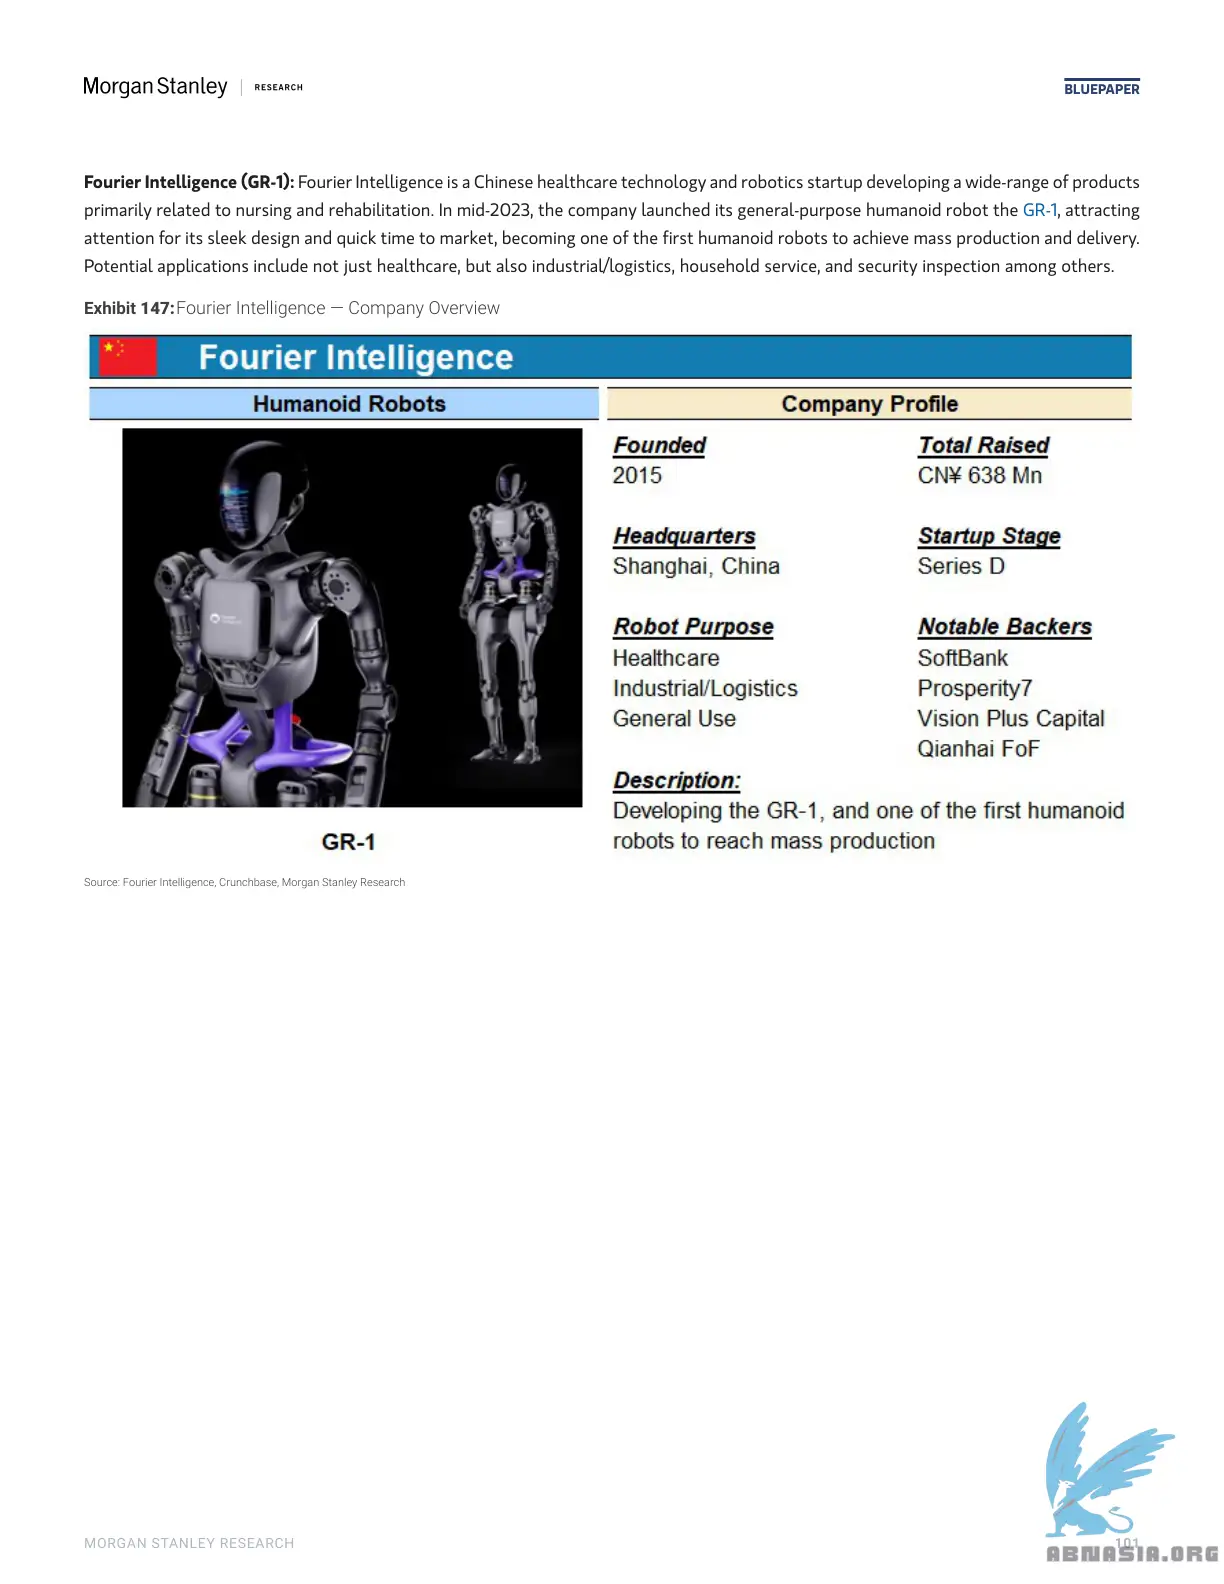 Morgan Stanley | RESEARCH
BLUEPAPER
Fourier Intelligence (GR-1): Fourier Intelligence is a Chinese healthcare technology and robotics startup developing a wide-range of products
primarily related to nursing and rehabilitation. In mid-2023, the company launched its general-purpose humanoid robot the GR-1, attracting
attention for its sleek design and quick time to market, becoming one of the first humanoid robots to achieve mass production and delivery.
Potential applications include not just healthcare, but also industrial/logistics, household service, and security inspection among others.
Exhibit 147: Fourier Intelligence — Company Overview
Fourier Intelligence
Humanoid Robots
Company Profile
Founded
2015
Total Raised
CN¥ 638 Mn
Headquarters
Shanghai, China
Startup Stage
Series D
Robot Purpose
Healthcare
Industrial/Logistics
General Use
Notable Backers
SoftBank
Prosperity7
Vision Plus Capital
Qianhai FoF
Description:
Developing the GR-1, and one of the first humanoid
robots to reach mass production
GR-1
Source: Fourier Intelligence, Crunchbase, Morgan Stanley Research
MORGAN STANLEY RESEARCH
101
ABNASIA.ORG